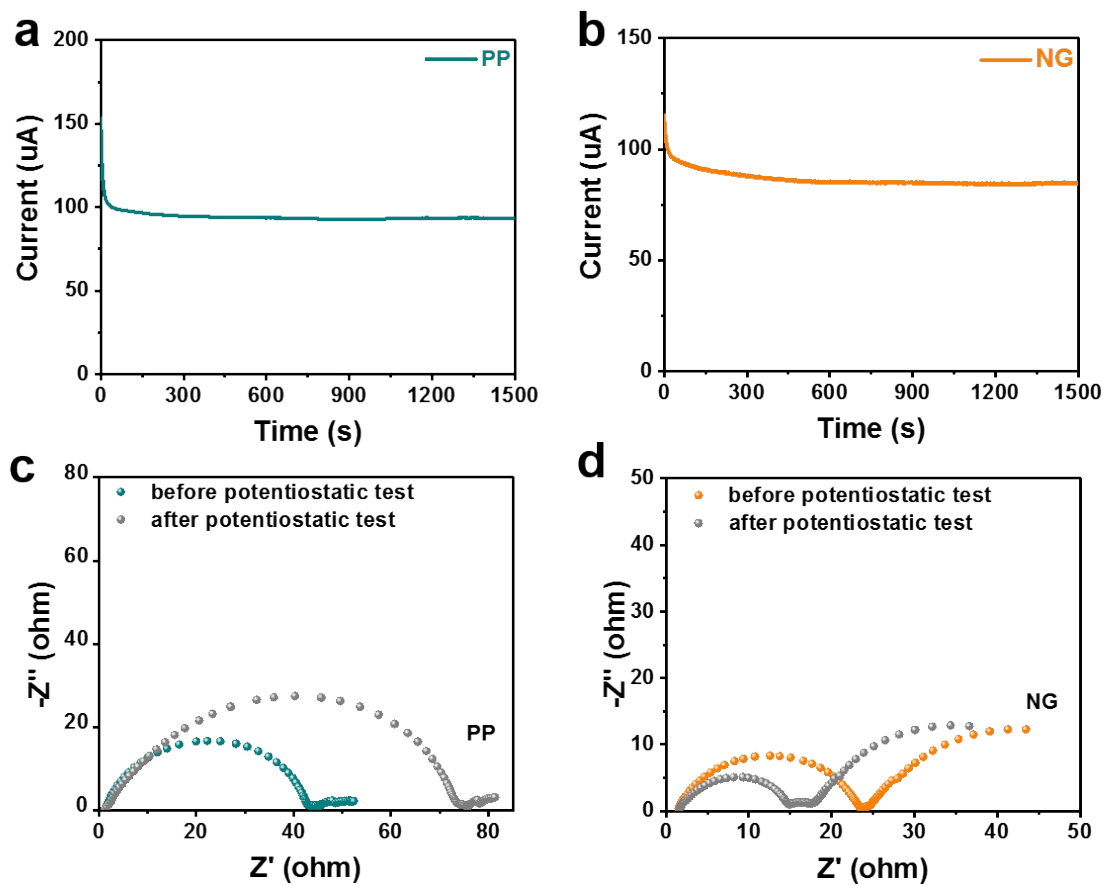 a
PP
200
150
100
50
0
Current (uA)
0 300 600 900 1200 1500
Time (s)
b
NG
150
100
50
0
Current (uA)
0 300 600 900 1200 1500
Time (s)
c
before potentiostatic test
after potentiostatic test
80
60
40
20
0
-Z'' (ohm)
PP
0 20 40 60 80
Z' (ohm)
d
before potentiostatic test
after potentiostatic test
50
40
30
20
10
0
-Z'' (ohm)
NG
0 10 20 30 40 50
Z' (ohm)